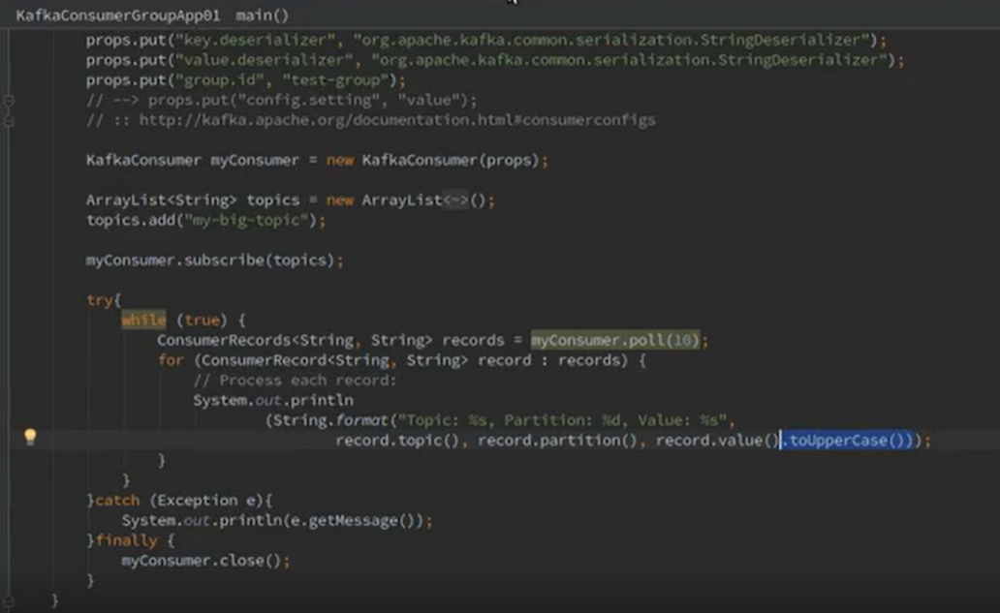 KafkaConsumerGroupApp01 main()
props.put("key.deserializer", "org.apache.kafka.common.serialization.StringDeserializer");
props.put("value.deserializer", "org.apache.kafka.common.serialization.StringDeserializer");
props.put("group.id", "test-group");
// --> props.put("config.setting", "value");
// :: http://kafka.apache.org/documentation.html#consumerconfigs
KafkaConsumer myConsumer = new KafkaConsumer(props);
ArrayList<String> topics = new ArrayList<~>();
topics.add("my-big-topic");
myConsumer.subscribe(topics);
try{
while (true) {
ConsumerRecords<String, String> records = myConsumer.poll(10);
for (ConsumerRecord<String, String> record : records) {
// Process each record:
System.out.println
(String.format("Topic: %s, Partition: %d, Value: %s",
record.topic(), record.partition(), record.value().toUpperCase()));
}
}
}catch (Exception e){
System.out.println(e.getMessage());
}finally {
myConsumer.close();
}
}